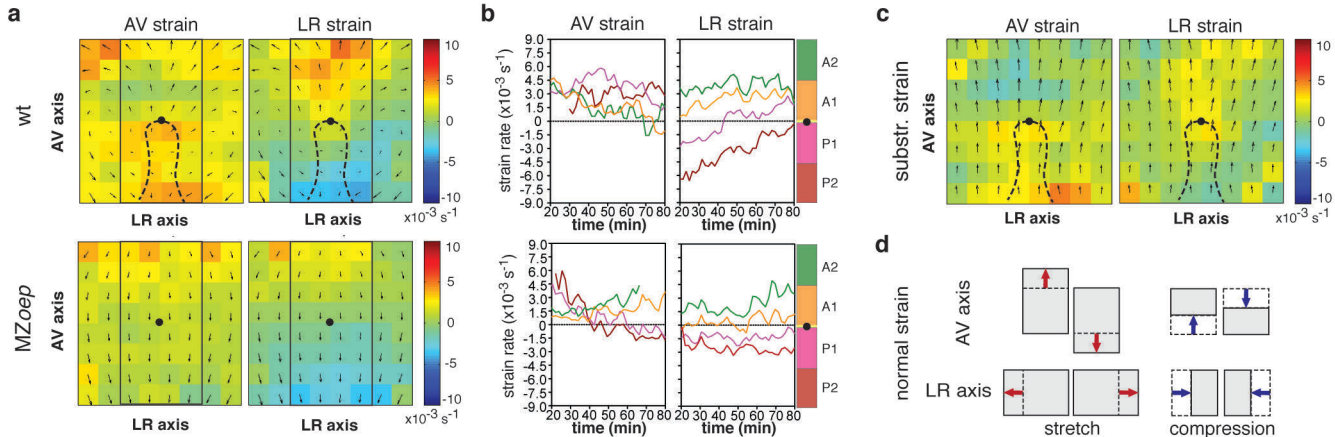 a
AV strain
LR strain
wt
AV axis
10
5
0
-5
-10
x10⁻³ s⁻¹
LR axis
LR axis
MZoep
AV axis
10
5
0
-5
-10
x10⁻³ s⁻¹
LR axis
LR axis
b
AV strain
LR strain
strain rate (x10⁻³ s⁻¹)
9.0
7.5
6.0
4.5
3.0
1.5
0
-1.5
-3.0
-4.5
-6.0
-7.5
-9.0
20 30 40 50 60 70 80
20 30 40 50 60 70 80
time (min)
time (min)
A2
A1
P1
P2
strain rate (x10⁻³ s⁻¹)
9.0
7.5
6.0
4.5
3.0
1.5
0
-1.5
-3.0
-4.5
-6.0
-7.5
-9.0
20 30 40 50 60 70 80
20 30 40 50 60 70 80
time (min)
time (min)
A2
A1
P1
P2
c
AV strain
LR strain
substr. strain
AV axis
10
5
0
-5
-10
x10⁻³ s⁻¹
LR axis
LR axis
d
normal strain
AV axis
LR axis
stretch
compression